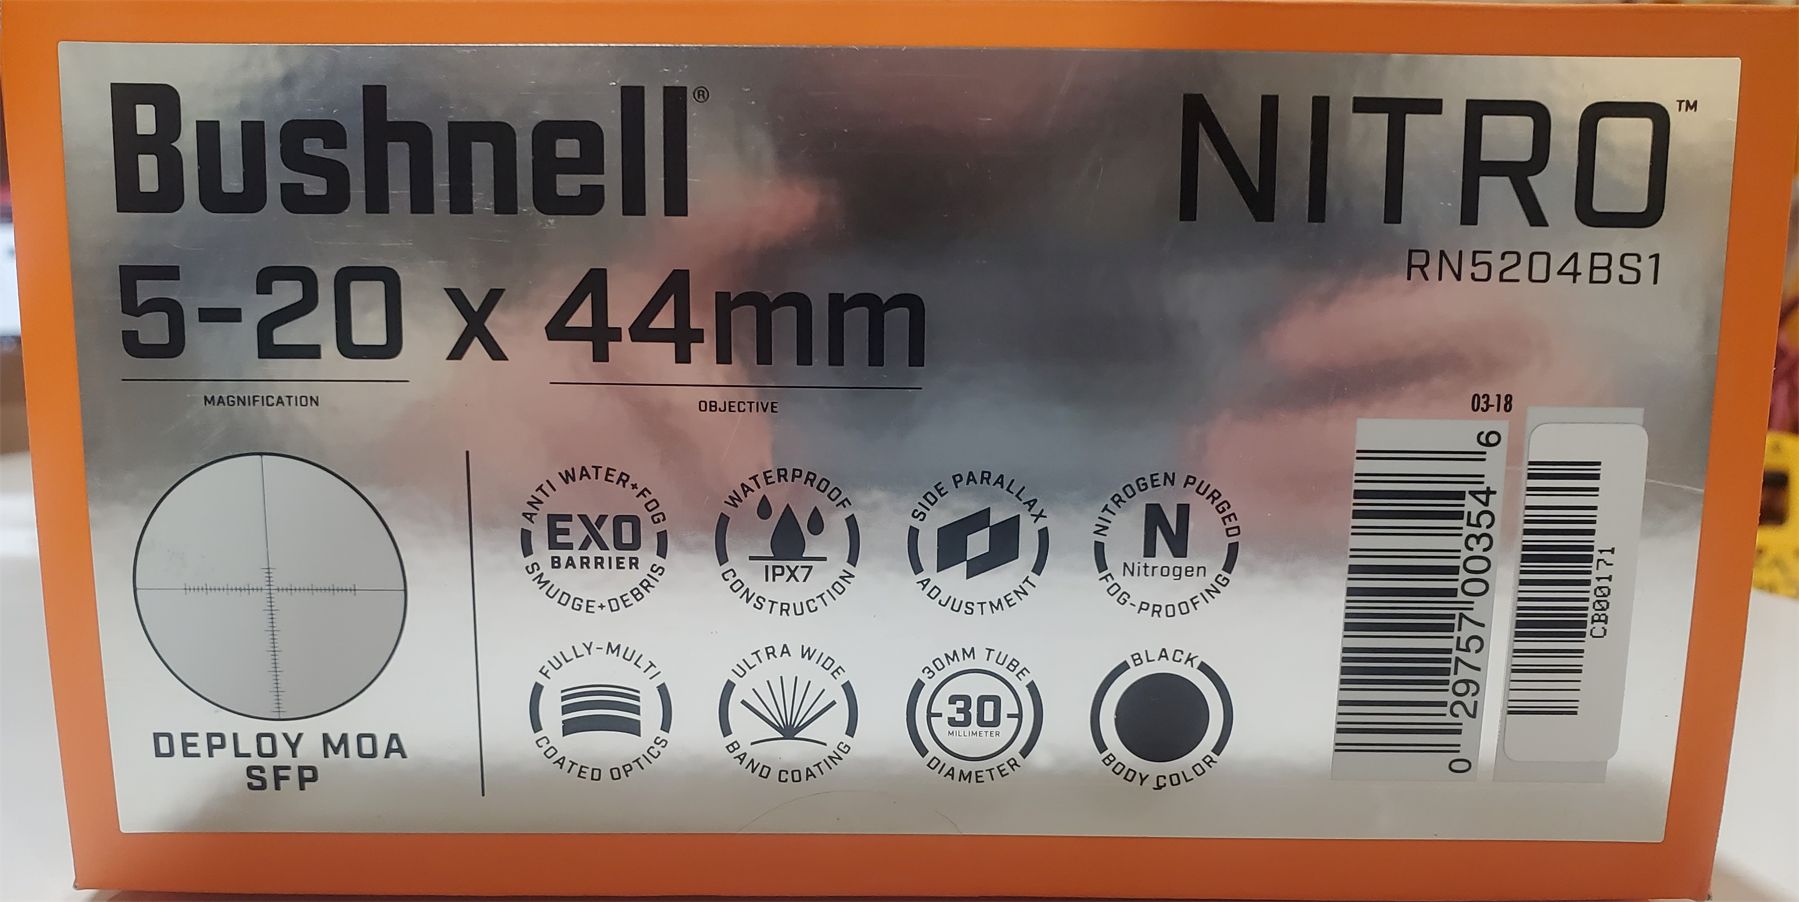 Bushnell®
NITRO™
RN5204BS1
5-20 x 44mm
MAGNIFICATION
OBJECTIVE
03-18
DEPLOY MOA
SFP
ANTI WATER+FOG
EXO
BARRIER
SMUDGE+DEBRIS
WATERPROOF
IPX7
CONSTRUCTION
SIDE PARALLAX
ADJUSTMENT
NITROGEN PURGED
N
Nitrogen
FOG-PROOFING
FULLY-MULTI
COATED OPTICS
ULTRA WIDE
BAND COATING
30MM TUBE
30
MILLIMETER
DIAMETER
BLACK
BODY COLOR
0 29757 00354 6
CB00171